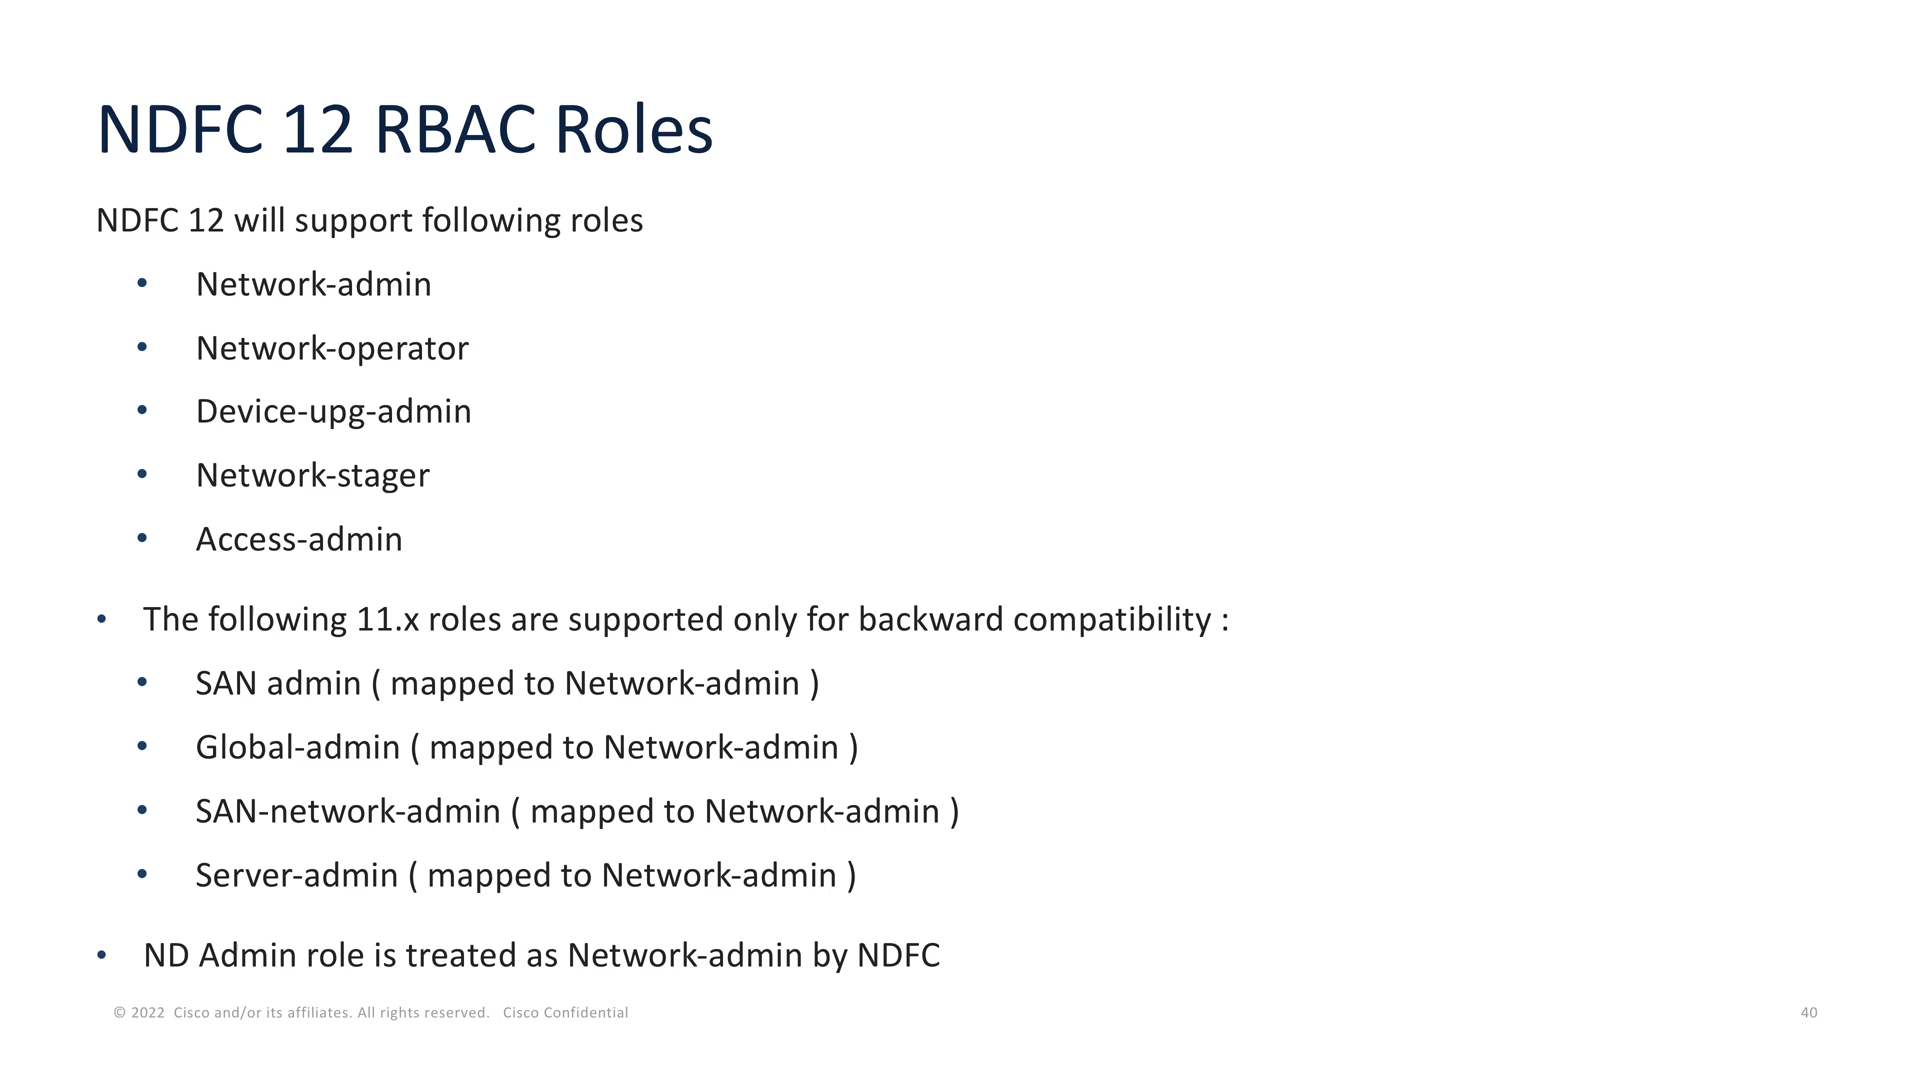 NDFC 12 RBAC Roles
NDFC 12 will support following roles
• Network-admin
• Network-operator
• Device-upg-admin
• Network-stager
• Access-admin
• The following 11.x roles are supported only for backward compatibility :
• SAN admin ( mapped to Network-admin )
• Global-admin ( mapped to Network-admin )
• SAN-network-admin ( mapped to Network-admin )
• Server-admin ( mapped to Network-admin )
• ND Admin role is treated as Network-admin by NDFC
© 2022 Cisco and/or its affiliates. All rights reserved. Cisco Confidential
40